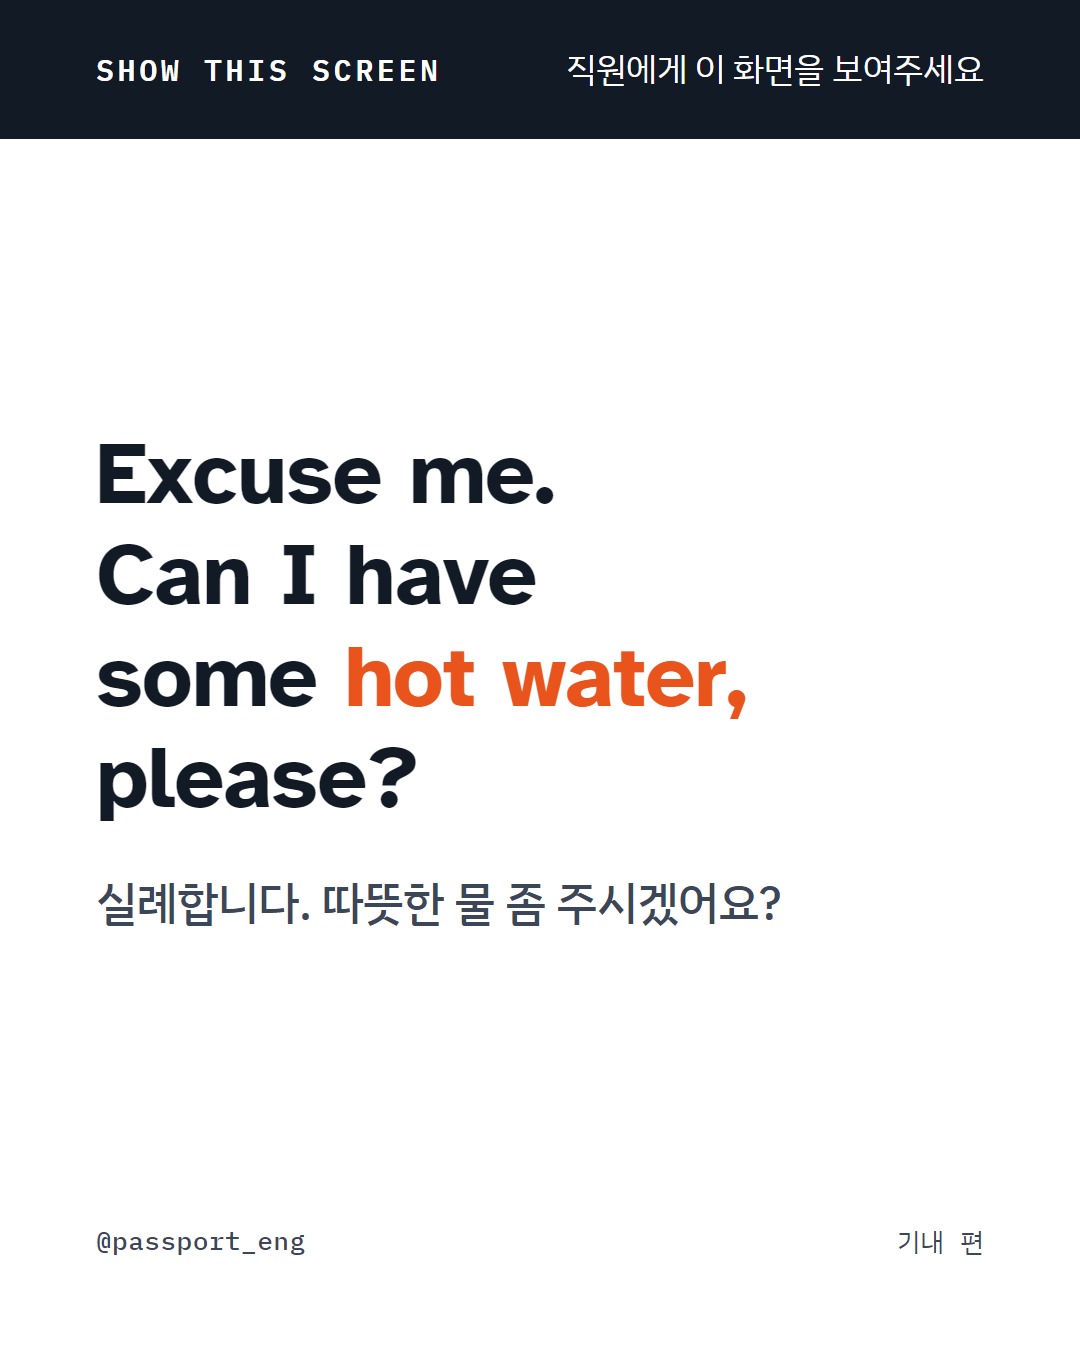 SHOW THIS SCREEN
직원에게 이 화면을 보여주세요
Excuse me.
Can I have
some hot water,
please?
실례합니다. 따뜻한 물 좀 주시겠어요?
@passport_eng
기내 편